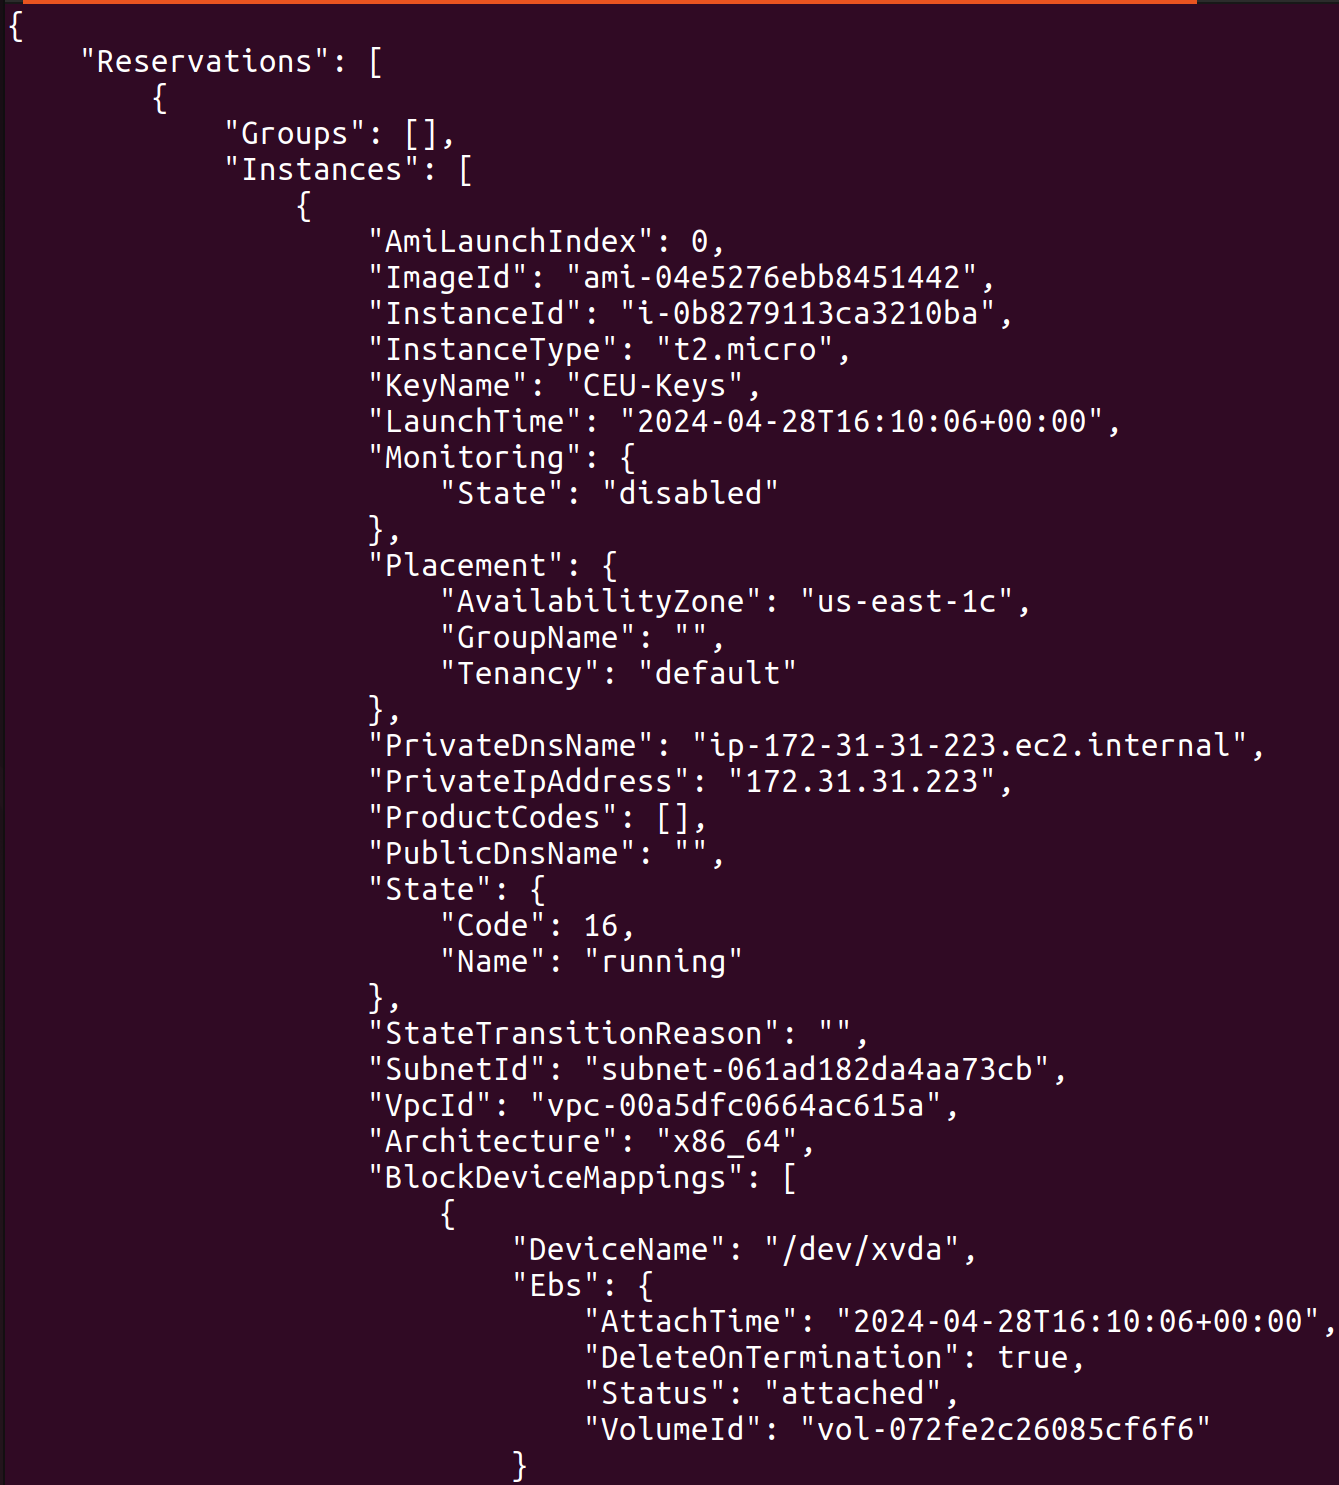 {
    "Reservations": [
        {
            "Groups": [],
            "Instances": [
                {
                    "AmiLaunchIndex": 0,
                    "ImageId": "ami-04e5276ebb8451442",
                    "InstanceId": "i-0b8279113ca3210ba",
                    "InstanceType": "t2.micro",
                    "KeyName": "CEU-Keys",
                    "LaunchTime": "2024-04-28T16:10:06+00:00",
                    "Monitoring": {
                        "State": "disabled"
                    },
                    "Placement": {
                        "AvailabilityZone": "us-east-1c",
                        "GroupName": "",
                        "Tenancy": "default"
                    },
                    "PrivateDnsName": "ip-172-31-31-223.ec2.internal",
                    "PrivateIpAddress": "172.31.31.223",
                    "ProductCodes": [],
                    "PublicDnsName": "",
                    "State": {
                        "Code": 16,
                        "Name": "running"
                    },
                    "StateTransitionReason": "",
                    "SubnetId": "subnet-061ad182da4aa73cb",
                    "VpcId": "vpc-00a5dfc0664ac615a",
                    "Architecture": "x86_64",
                    "BlockDeviceMappings": [
                        {
                            "DeviceName": "/dev/xvda",
                            "Ebs": {
                                "AttachTime": "2024-04-28T16:10:06+00:00",
                                "DeleteOnTermination": true,
                                "Status": "attached",
                                "VolumeId": "vol-072fe2c26085cf6f6"
                            }